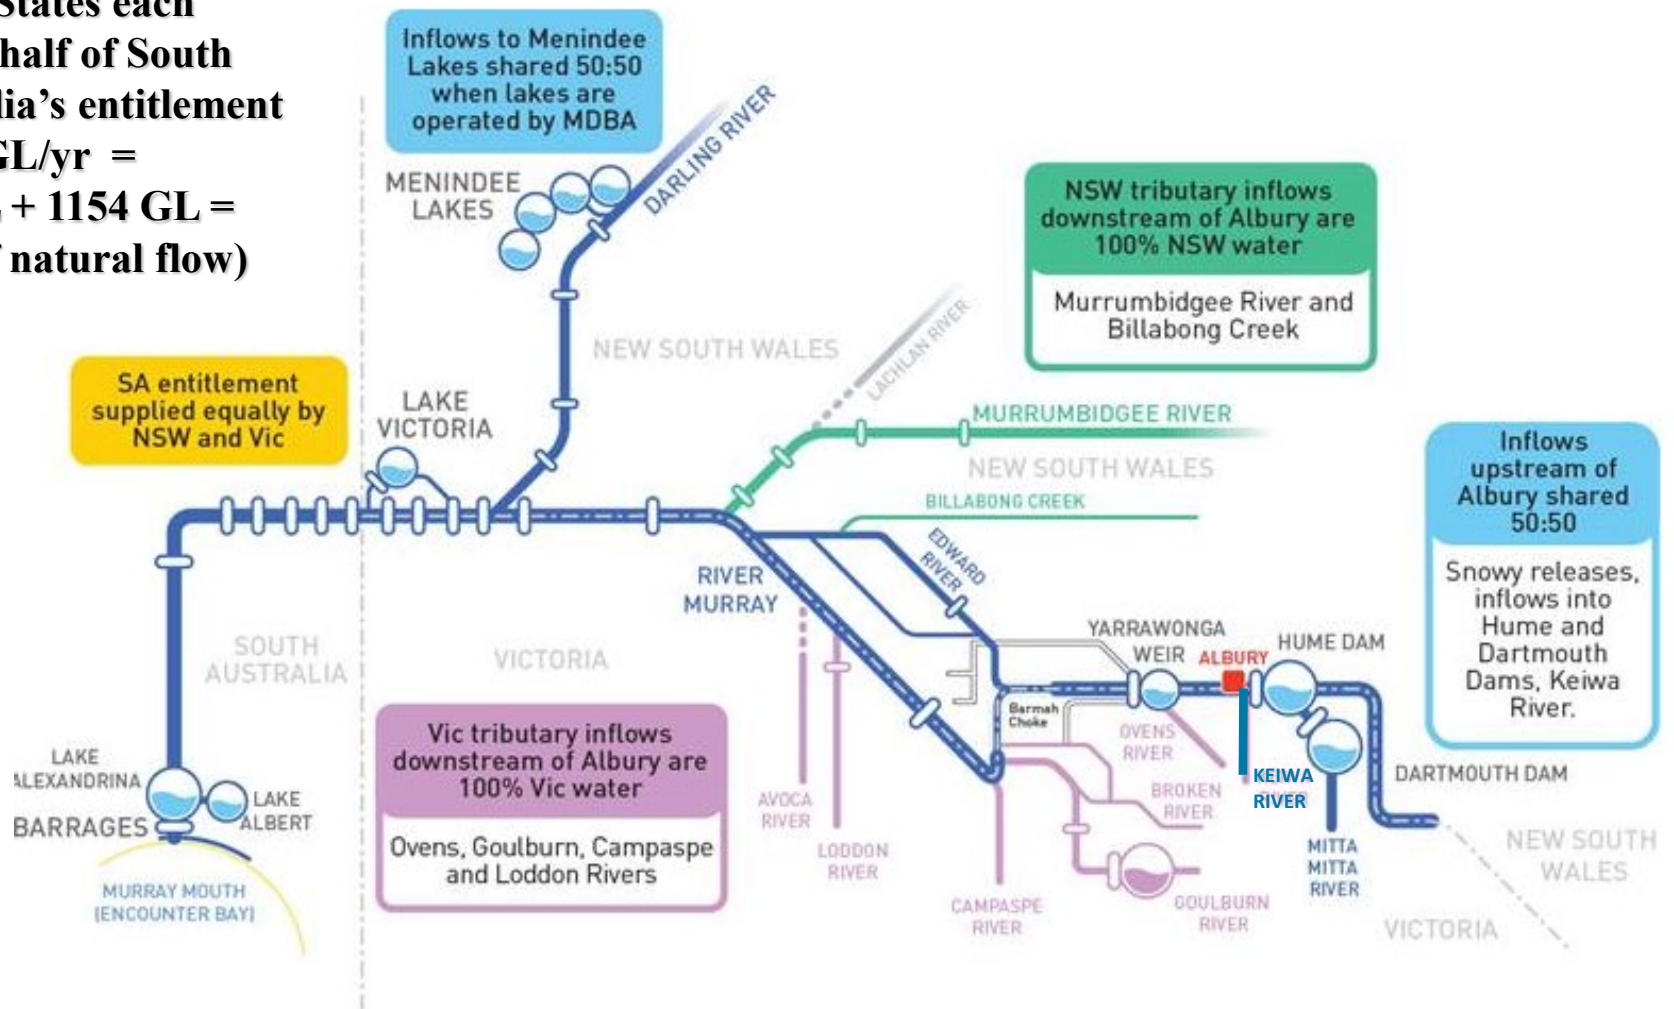 States each
half of South
lia's entitlement
GL/yr =
+ 1154 GL =
natural flow)
Inflows to Menindee
Lakes shared 50:50
when lakes are
operated by MDBA
DARLING RIVER
MENINDEE
LAKES
NSW tributary inflows
downstream of Albury are
100% NSW water
Murrumbidgee River and
Billabong Creek
NEW SOUTH WALES
LACHLAN RIVER
SA entitlement
supplied equally by
NSW and Vic
LAKE
VICTORIA
MURRUMBIDGEE RIVER
NEW SOUTH WALES
BILLABONG CREEK
Inflows
upstream of
Albury shared
50:50
Snowy releases,
inflows into
Hume and
Dartmouth
Dams, Keiwa
River.
EDWARD
RIVER
RIVER
MURRAY
SOUTH
AUSTRALIA
VICTORIA
YARRAWONGA
WEIR
ALBURY
HUME DAM
Barmah
Choke
OVENS
RIVER
KEIWA
RIVER
DARTMOUTH DAM
BROKEN
RIVER
Vic tributary inflows
downstream of Albury are
100% Vic water
Ovens, Goulburn, Campaspe
and Loddon Rivers
AVOCA
RIVER
LODDON
RIVER
CAMPASPE
RIVER
GOULBURN
RIVER
MITTA
MITTA
RIVER
NEW SOUTH
WALES
VICTORIA
LAKE
ALEXANDRINA
LAKE
ALBERT
BARRAGES
MURRAY MOUTH
(ENCOUNTER BAY)